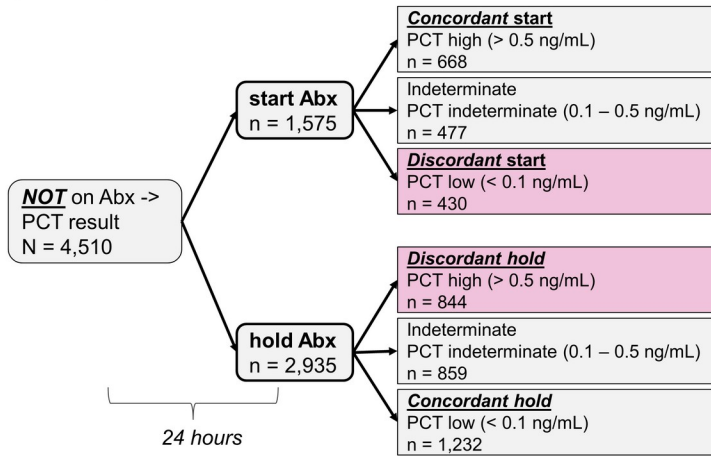 NOT on Abx ->
PCT result
N = 4,510
start Abx
n = 1,575
hold Abx
n = 2,935
24 hours
Concordant start
PCT high (> 0.5 ng/mL)
n = 668
Indeterminate
PCT indeterminate (0.1 – 0.5 ng/mL)
n = 477
Discordant start
PCT low (< 0.1 ng/mL)
n = 430
Discordant hold
PCT high (> 0.5 ng/mL)
n = 844
Indeterminate
PCT indeterminate (0.1 – 0.5 ng/mL)
n = 859
Concordant hold
PCT low (< 0.1 ng/mL)
n = 1,232